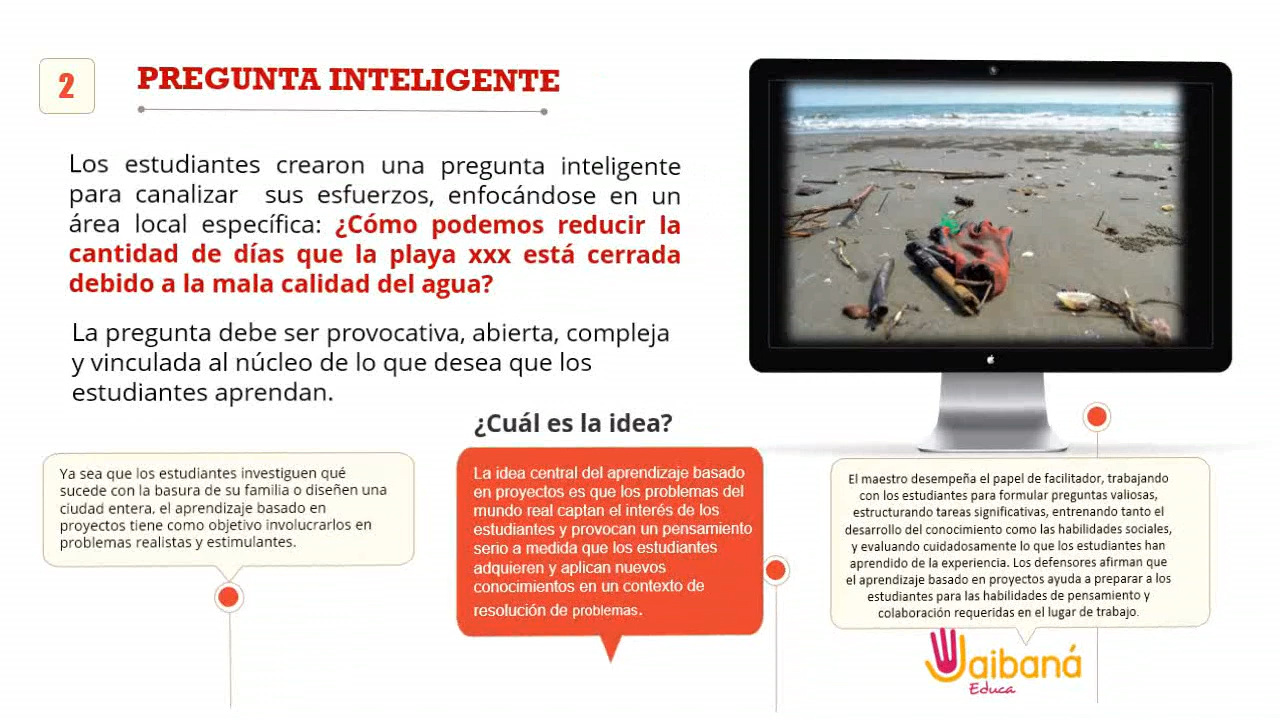 2
PREGUNTA INTELIGENTE
Los estudiantes crearon una pregunta inteligente
para canalizar sus esfuerzos, enfocándose en un
área local específica: ¿Cómo podemos reducir la
cantidad de días que la playa xxx está cerrada
debido a la mala calidad del agua?
La pregunta debe ser provocativa, abierta, compleja
y vinculada al núcleo de lo que desea que los
estudiantes aprendan.
¿Cuál es la idea?
Ya sea que los estudiantes investiguen qué
sucede con la basura de su familia o diseñen una
ciudad entera, el aprendizaje basado en
proyectos tiene como objetivo involucrarlos en
problemas realistas y estimulantes.
La idea central del aprendizaje basado
en proyectos es que los problemas del
mundo real captan el interés de los
estudiantes y provocan un pensamiento
serio a medida que los estudiantes
adquieren y aplican nuevos
conocimientos en un contexto de
resolución de problemas.
El maestro desempeña el papel de facilitador, trabajando
con los estudiantes para formular preguntas valiosas,
estructurando tareas significativas, entrenando tanto el
desarrollo del conocimiento como las habilidades sociales,
y evaluando cuidadosamente lo que los estudiantes han
aprendido de la experiencia. Los defensores afirman que
el aprendizaje basado en proyectos ayuda a preparar a los
estudiantes para las habilidades de pensamiento y
colaboración requeridas en el lugar de trabajo.
Jaibaná
Educa